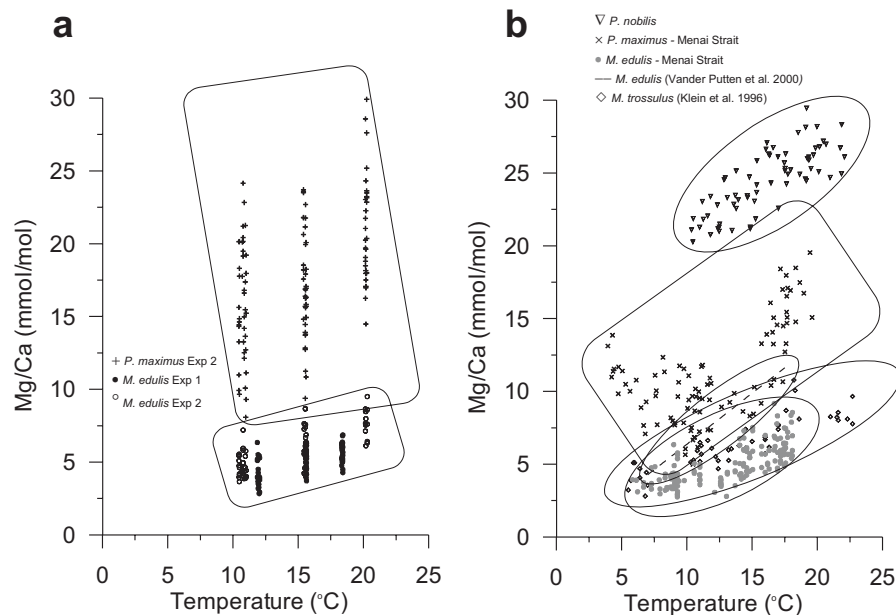 a
30
25
20
15
10
5
0
Mg/Ca (mmol/mol)
+ P. maximus Exp 2
● M. edulis Exp 1
○ M. edulis Exp 2
0 5 10 15 20 25
Temperature (°C)
b
▽ P. nobilis
× P. maximus - Menai Strait
● M. edulis - Menai Strait
— M. edulis (Vander Putten et al. 2000)
◇ M. trossulus (Klein et al. 1996)
30
25
20
15
10
5
0
Mg/Ca (mmol/mol)
0 5 10 15 20 25
Temperature (°C)